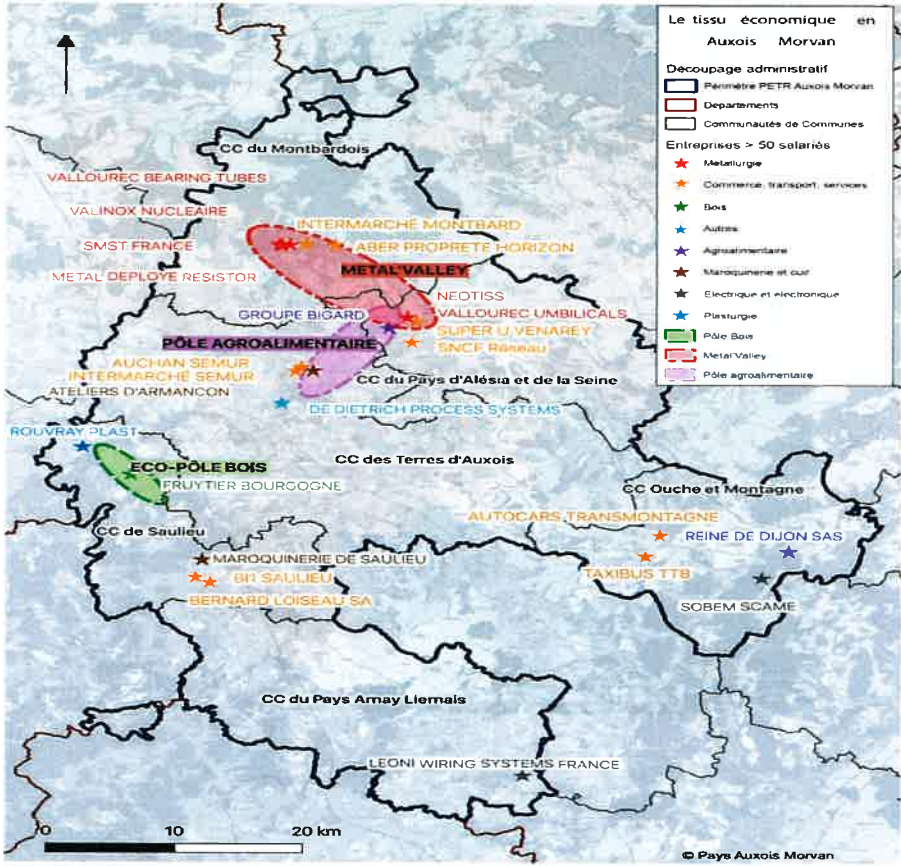 Le tissu économique en
Auxois Morvan
Découpage administratif
Périmètre PETR Auxois Morvan
Departements
Communautés de Communes
Entreprises > 50 salariés
Metallurgie
Commerce, transport, services
Bois
Autres
Agroalimentaire
Maroquinerie et cuir
Electrique et electronique
Plasturgie
Pôle Bois
Metal Valley
Pôle agroalimentaire
CC du Montbardois
VALLOUREC BEARING TUBES
VALINOX NUCLEAIRE
INTERMARCHÉ MONTBARD
SMST FRANCE
ABER PROPRETE HORIZON
METAL DEPLOYE RESISTOR
METAL'VALLEY
NEOTISS
GROUPE BIGARD
VALLOUREC UMBILICALS
SUPER U VENAREY
PÔLE AGROALIMENTAIRE
SNCF Réseau
AUCHAN SEMUR
INTERMARCHÉ SEMUR
CC du Pays d'Alésia et de la Seine
ATELIERS D'ARMANCON
DE DIETRICH PROCESS SYSTEMS
ROUVRAY PLAST
CC des Terres d'Auxois
ECO-PÔLE BOIS
FRUYTIER BOURGOGNE
CC Ouche et Montagne
AUTOCARS TRANSMONTAGNE
CC de Saulieu
REINE DE DIJON SAS
MAROQUINERIE DE SAULIEU
TAXIBUS TTB
BI1 SAULIEU
BERNARD LOISEAU SA
SOBEM SCAME
CC du Pays Arnay Liernais
LEONI WIRING SYSTEMS FRANCE
0 10 20 km
© Pays Auxois Morvan